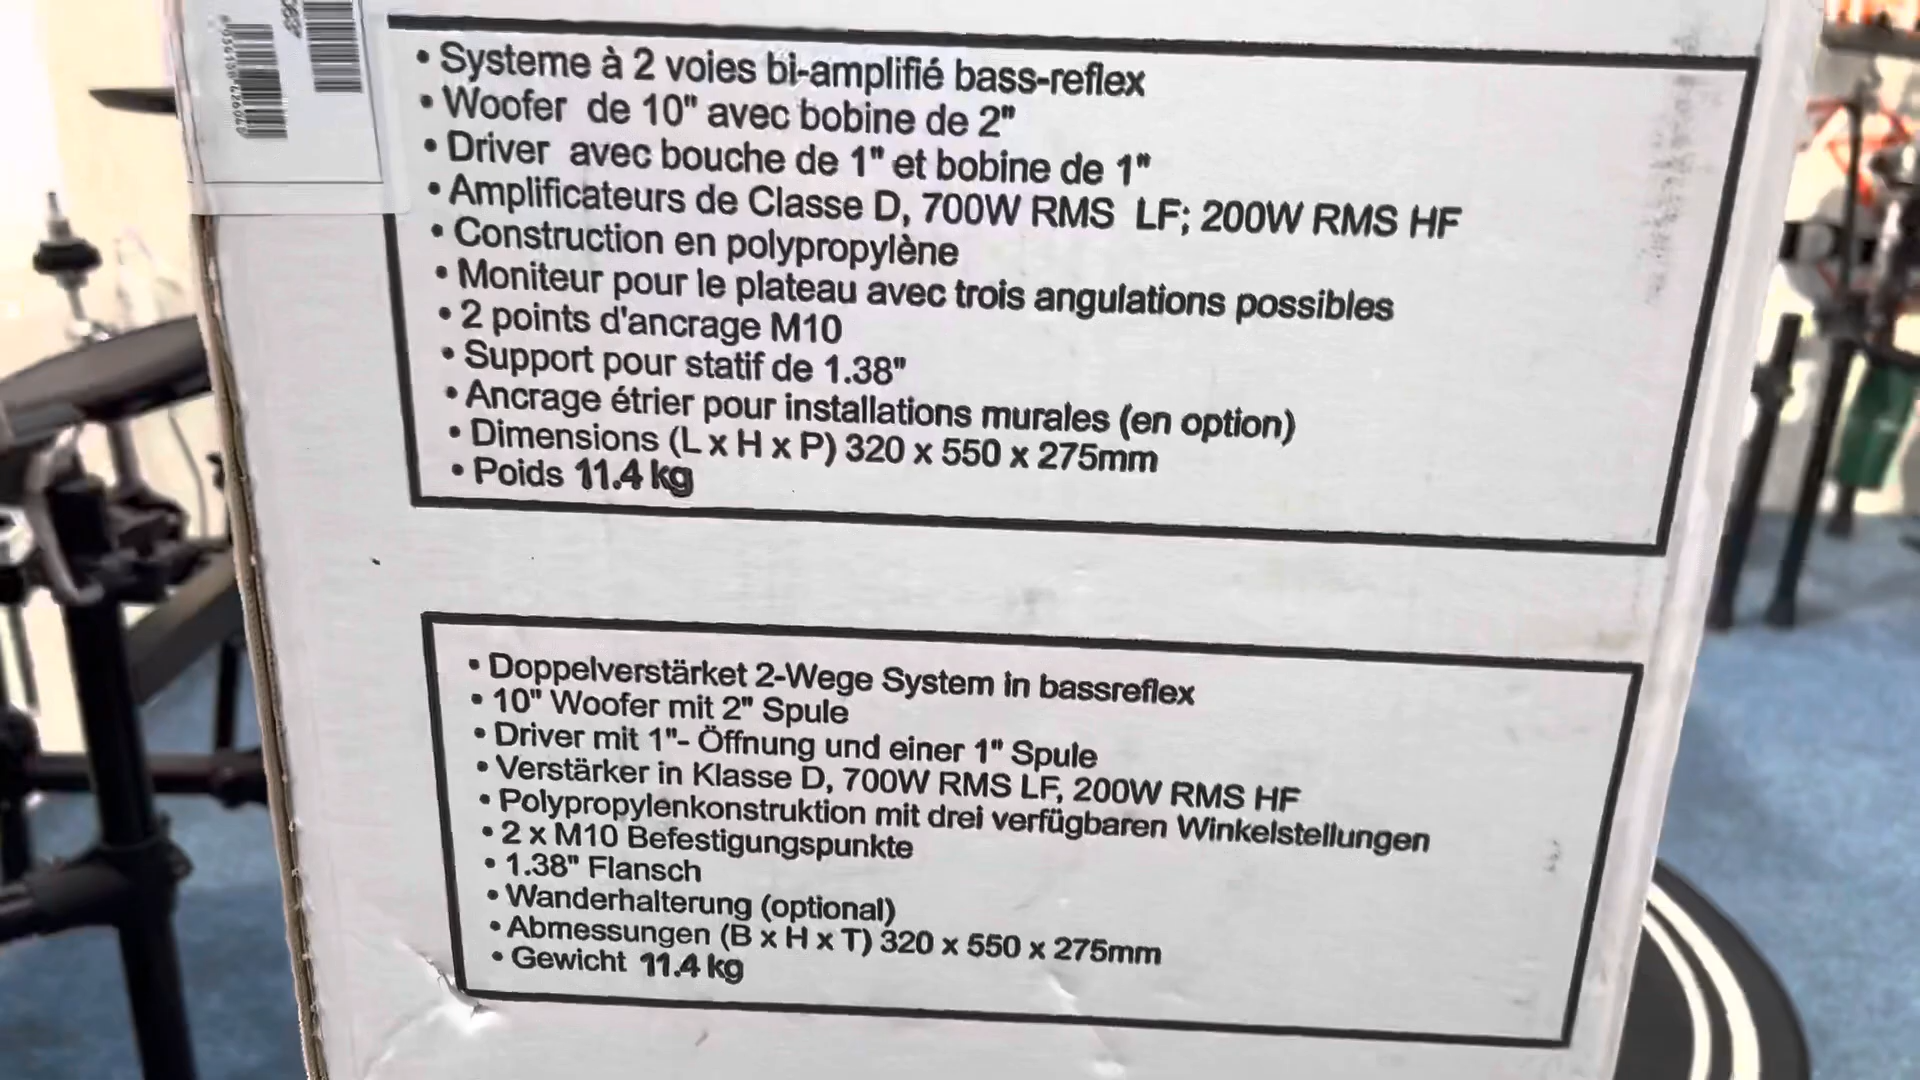 • Systeme à 2 voies bi-amplifié bass-reflex
• Woofer de 10" avec bobine de 2"
• Driver avec bouche de 1" et bobine de 1"
• Amplificateurs de Classe D, 700W RMS LF; 200W RMS HF
• Construction en polypropylène
• Moniteur pour le plateau avec trois angulations possibles
• 2 points d'ancrage M10
• Support pour statif de 1.38"
• Ancrage étrier pour installations murales (en option)
• Dimensions (L x H x P) 320 x 550 x 275mm
• Poids 11.4 kg
• Doppelverstärket 2-Wege System in bassreflex
• 10" Woofer mit 2" Spule
• Driver mit 1"- Öffnung und einer 1" Spule
• Verstärker in Klasse D, 700W RMS LF, 200W RMS HF
• Polypropylenkonstruktion mit drei verfügbaren Winkelstellungen
• 2 x M10 Befestigungspunkte
• 1.38" Flansch
• Wanderhalterung (optional)
• Abmessungen (B x H x T) 320 x 550 x 275mm
• Gewicht 11.4 kg